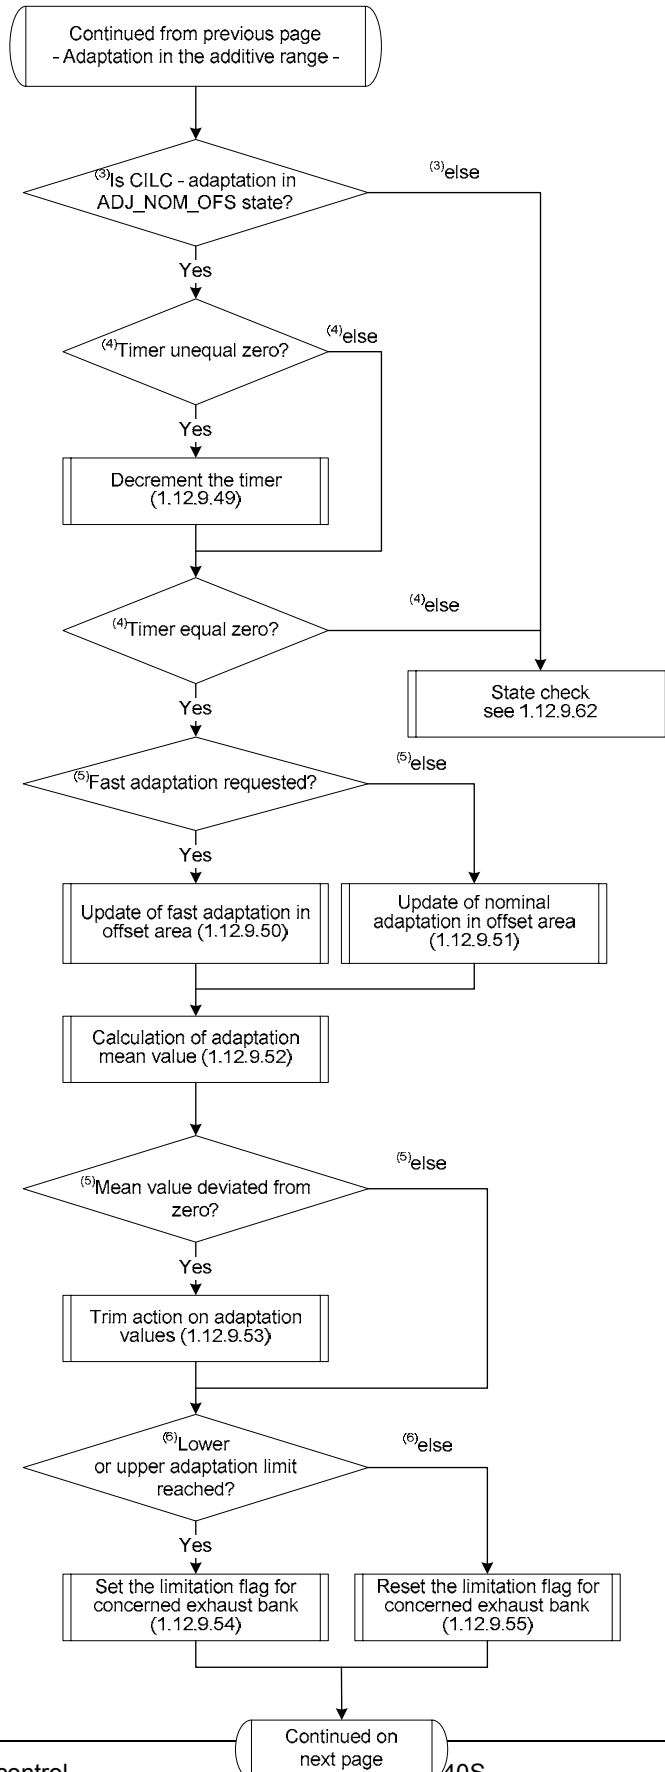 Continued from previous page
- Adaptation in the additive range -
(3)Is CILC - adaptation in
ADJ_NOM_OFS state?
(3)else
Yes
(4)Timer unequal zero?
(4)else
Yes
Decrement the timer
(1.12.9.49)
(4)Timer equal zero?
(4)else
State check
see 1.12.9.62
Yes
(5)Fast adaptation requested?
(5)else
Yes
Update of fast adaptation in
offset area (1.12.9.50)
Update of nominal
adaptation in offset area
(1.12.9.51)
Calculation of adaptation
mean value (1.12.9.52)
(5)Mean value deviated from
zero?
(5)else
Yes
Trim action on adaptation
values (1.12.9.53)
(6)Lower
or upper adaptation limit
reached?
(6)else
Yes
Set the limitation flag for
concerned exhaust bank
(1.12.9.54)
Reset the limitation flag for
concerned exhaust bank
(1.12.9.55)
Continued on
next page
control
40S